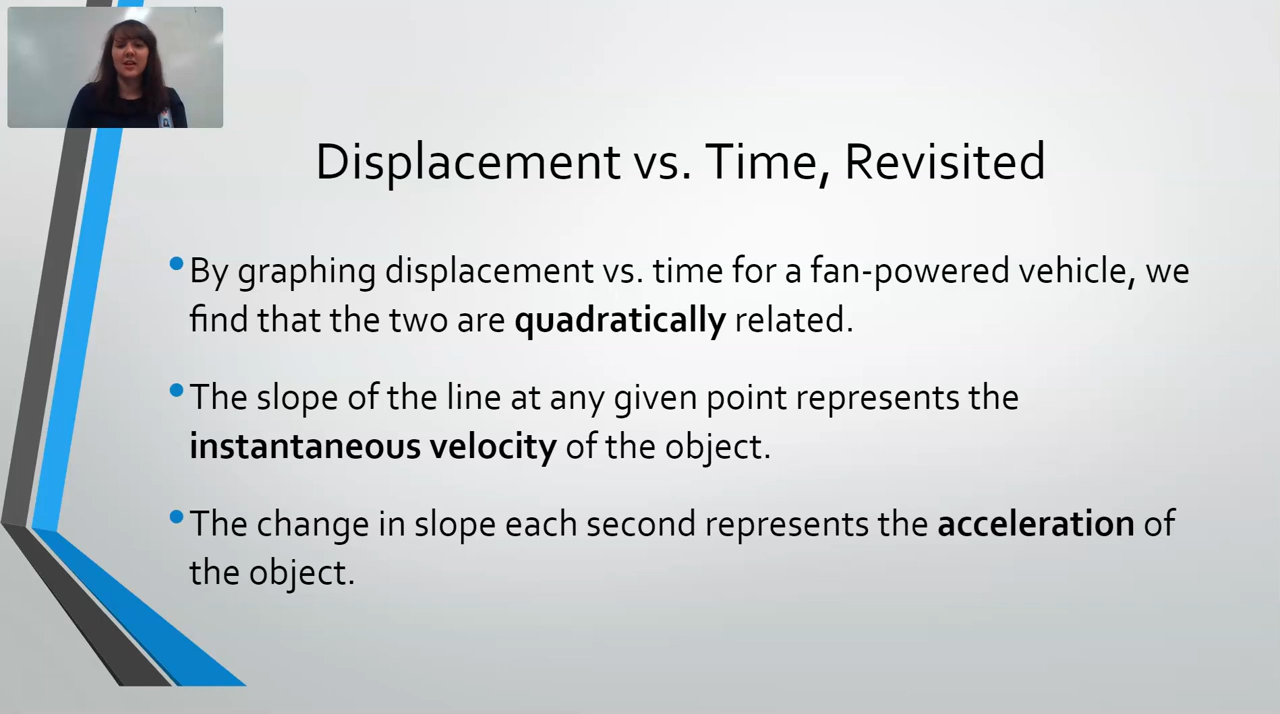 Displacement vs. Time, Revisited
•By graphing displacement vs. time for a fan-powered vehicle, we
find that the two are quadratically related.
•The slope of the line at any given point represents the
instantaneous velocity of the object.
•The change in slope each second represents the acceleration of
the object.